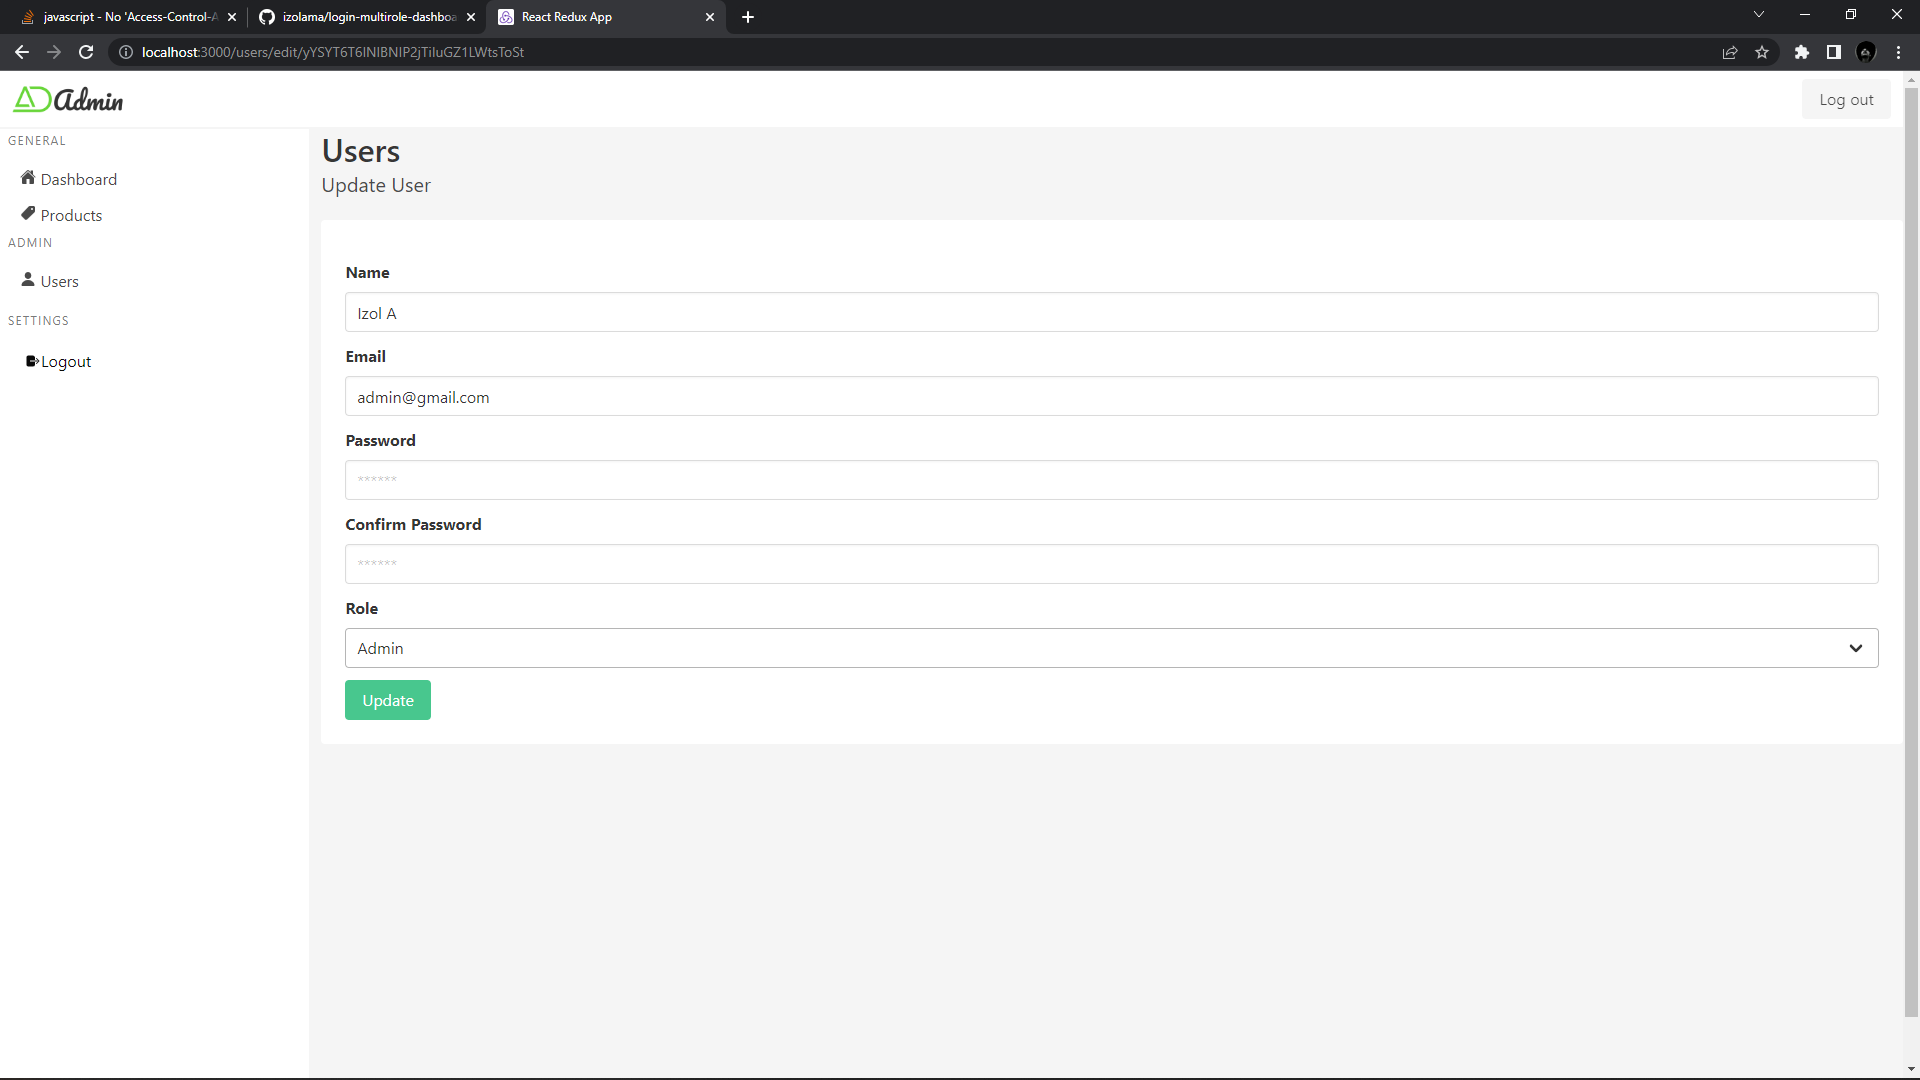 javascript - No 'Access-Control-A
izolama/login-multirole-dashboa
React Redux App
localhost:3000/users/edit/yYSYT6T6INIBNIP2jTiluGZ1LWtsToSt
Admin
Log out
GENERAL
Dashboard
Products
ADMIN
Users
SETTINGS
Logout
Users
Update User
Name
Izol A
Email
admin@gmail.com
Password
******
Confirm Password
******
Role
Admin
Update